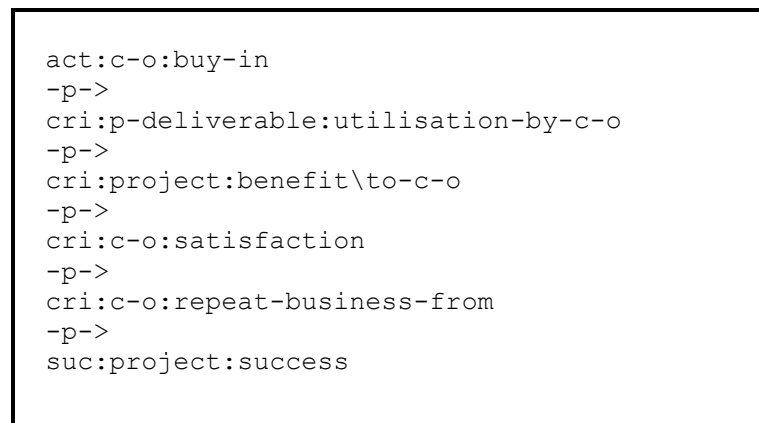 act:c-o:buy-in
-p->
cri:p-deliverable:utilisation-by-c-o
-p->
cri:project:benefit\to-c-o
-p->
cri:c-o:satisfaction
-p->
cri:c-o:repeat-business-from
-p->
suc:project:success